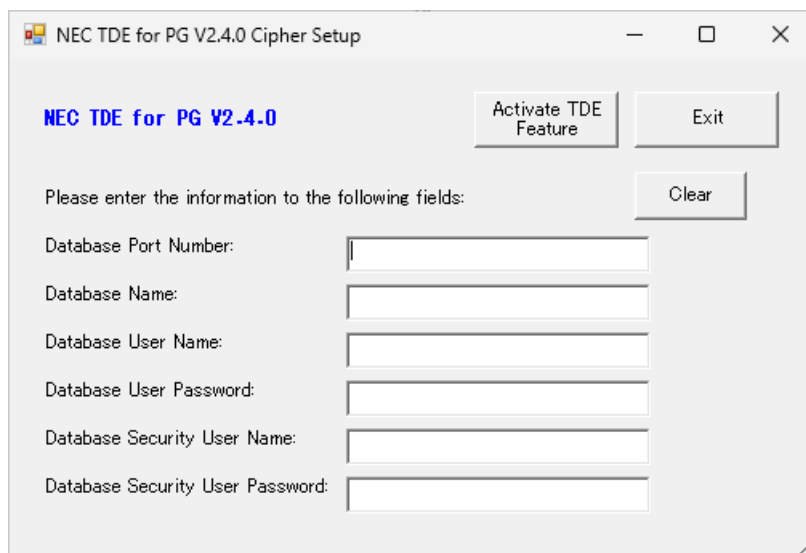 NEC TDE for PG V2.4.0 Cipher Setup
NEC TDE for PG V2.4.0
Activate TDE
Feature
Exit
Please enter the information to the following fields:
Clear
Database Port Number:
Database Name:
Database User Name:
Database User Password:
Database Security User Name:
Database Security User Password: